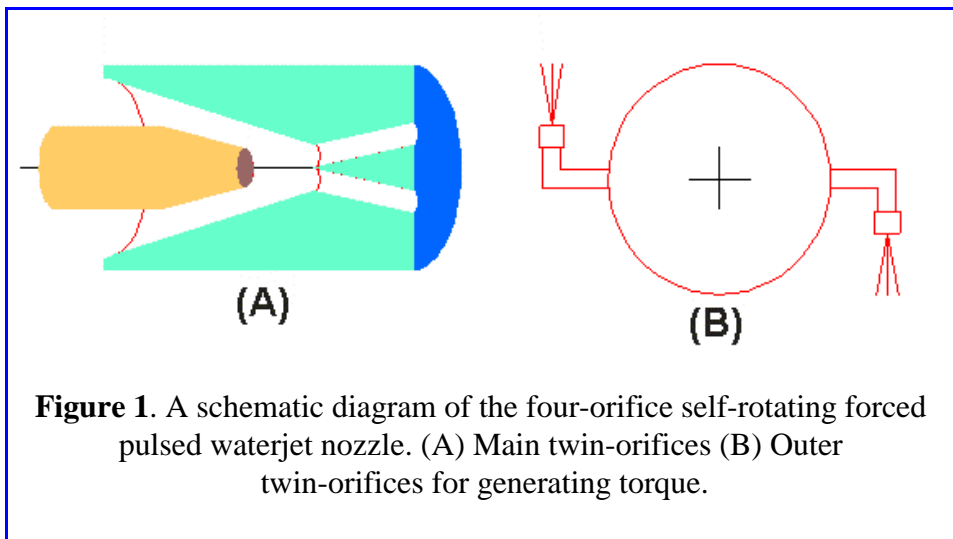 (A)
(B)
Figure 1. A schematic diagram of the four-orifice self-rotating forced
pulsed waterjet nozzle. (A) Main twin-orifices (B) Outer
twin-orifices for generating torque.